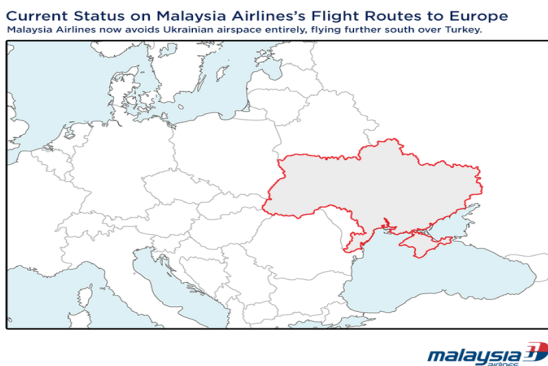 Current Status on Malaysia Airlines's Flight Routes to Europe
Malaysia Airlines now avoids Ukrainian airspace entirely, flying further south over Turkey.
malaysia
airlines